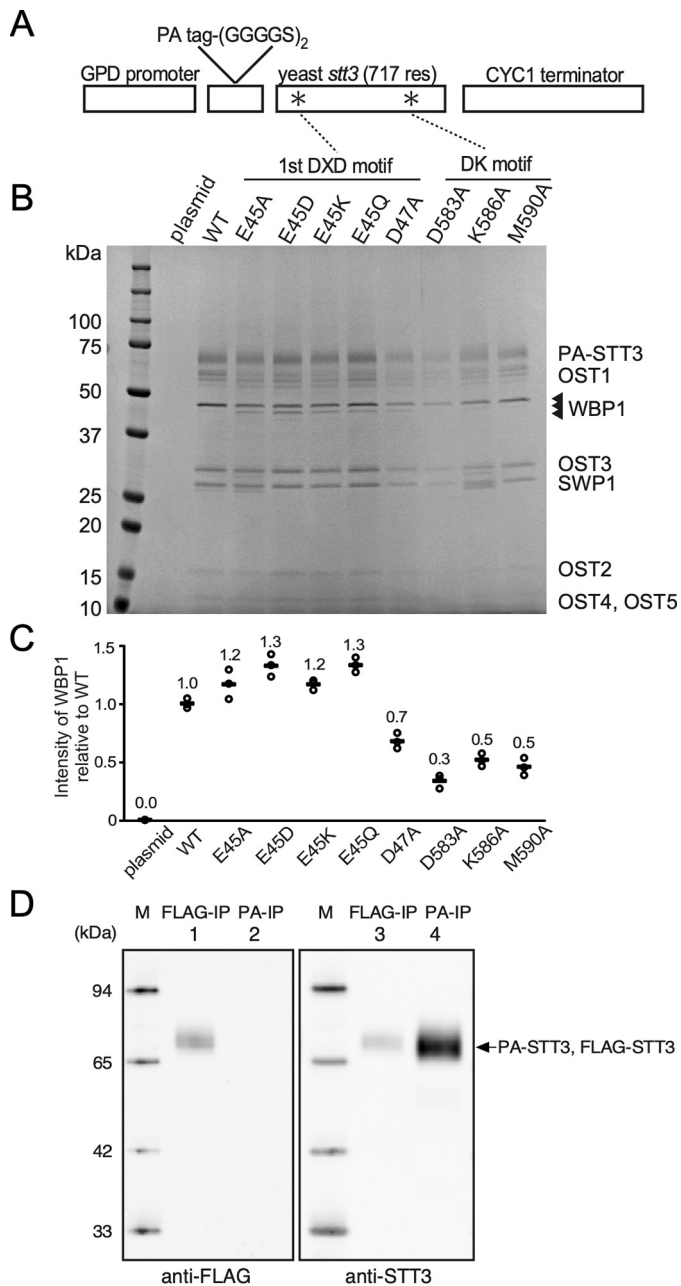 A
PA tag-(GGGGS)2
GPD promoter
yeast stt3 (717 res)
CYC1 terminator
*
*
1st DXD motif
DK motif
B
plasmid
WT
E45A
E45D
E45K
E45Q
D47A
D583A
K586A
M590A
kDa
100
75
50
37
25
20
15
10
PA-STT3
OST1
WBP1
OST3
SWP1
OST2
OST4, OST5
C
Intensity of WBP1
relative to WT
1.5
1.0
0.5
0
0.0
1.0
1.2
1.3
1.2
1.3
0.7
0.3
0.5
0.5
plasmid
WT
E45A
E45D
E45K
E45Q
D47A
D583A
K586A
M590A
D
M FLAG-IP PA-IP
M FLAG-IP PA-IP
(kDa)
1 2
3 4
94
65
42
33
PA-STT3, FLAG-STT3
anti-FLAG
anti-STT3